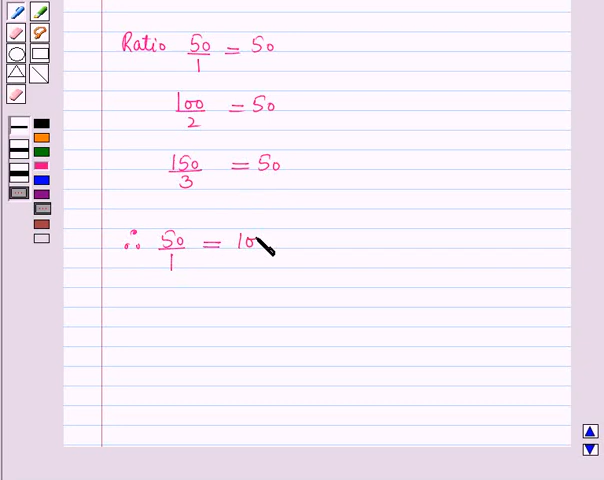 Ratio 50/1 = 50
100/2 = 50
150/3 = 50
∴ 50/1 = 10